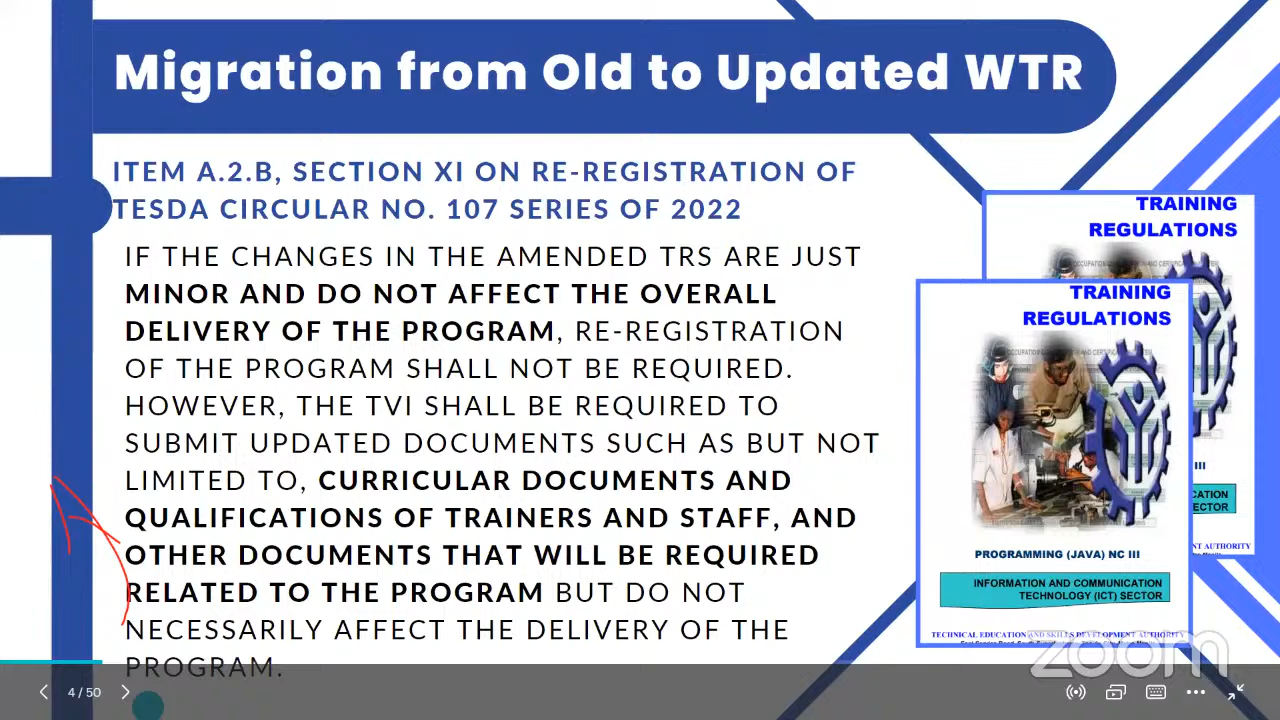 Migration from Old to Updated WTR
ITEM A.2.B, SECTION XI ON RE-REGISTRATION OF
TESDA CIRCULAR NO. 107 SERIES OF 2022
IF THE CHANGES IN THE AMENDED TRS ARE JUST
MINOR AND DO NOT AFFECT THE OVERALL
DELIVERY OF THE PROGRAM, RE-REGISTRATION
OF THE PROGRAM SHALL NOT BE REQUIRED.
HOWEVER, THE TVI SHALL BE REQUIRED TO
SUBMIT UPDATED DOCUMENTS SUCH AS BUT NOT
LIMITED TO, CURRICULAR DOCUMENTS AND
QUALIFICATIONS OF TRAINERS AND STAFF, AND
OTHER DOCUMENTS THAT WILL BE REQUIRED
RELATED TO THE PROGRAM BUT DO NOT
NECESSARILY AFFECT THE DELIVERY OF THE
PROGRAM.
TRAINING
REGULATIONS
III
CATION
ECTOR
NT AUTHORITY
TRAINING
REGULATIONS
PROGRAMMING (JAVA) NC III
INFORMATION AND COMMUNICATION
TECHNOLOGY (ICT) SECTOR
TECHNICAL EDUCATION AND SKILLS DEVELOPMENT AUTHORITY
zoom
4 / 50